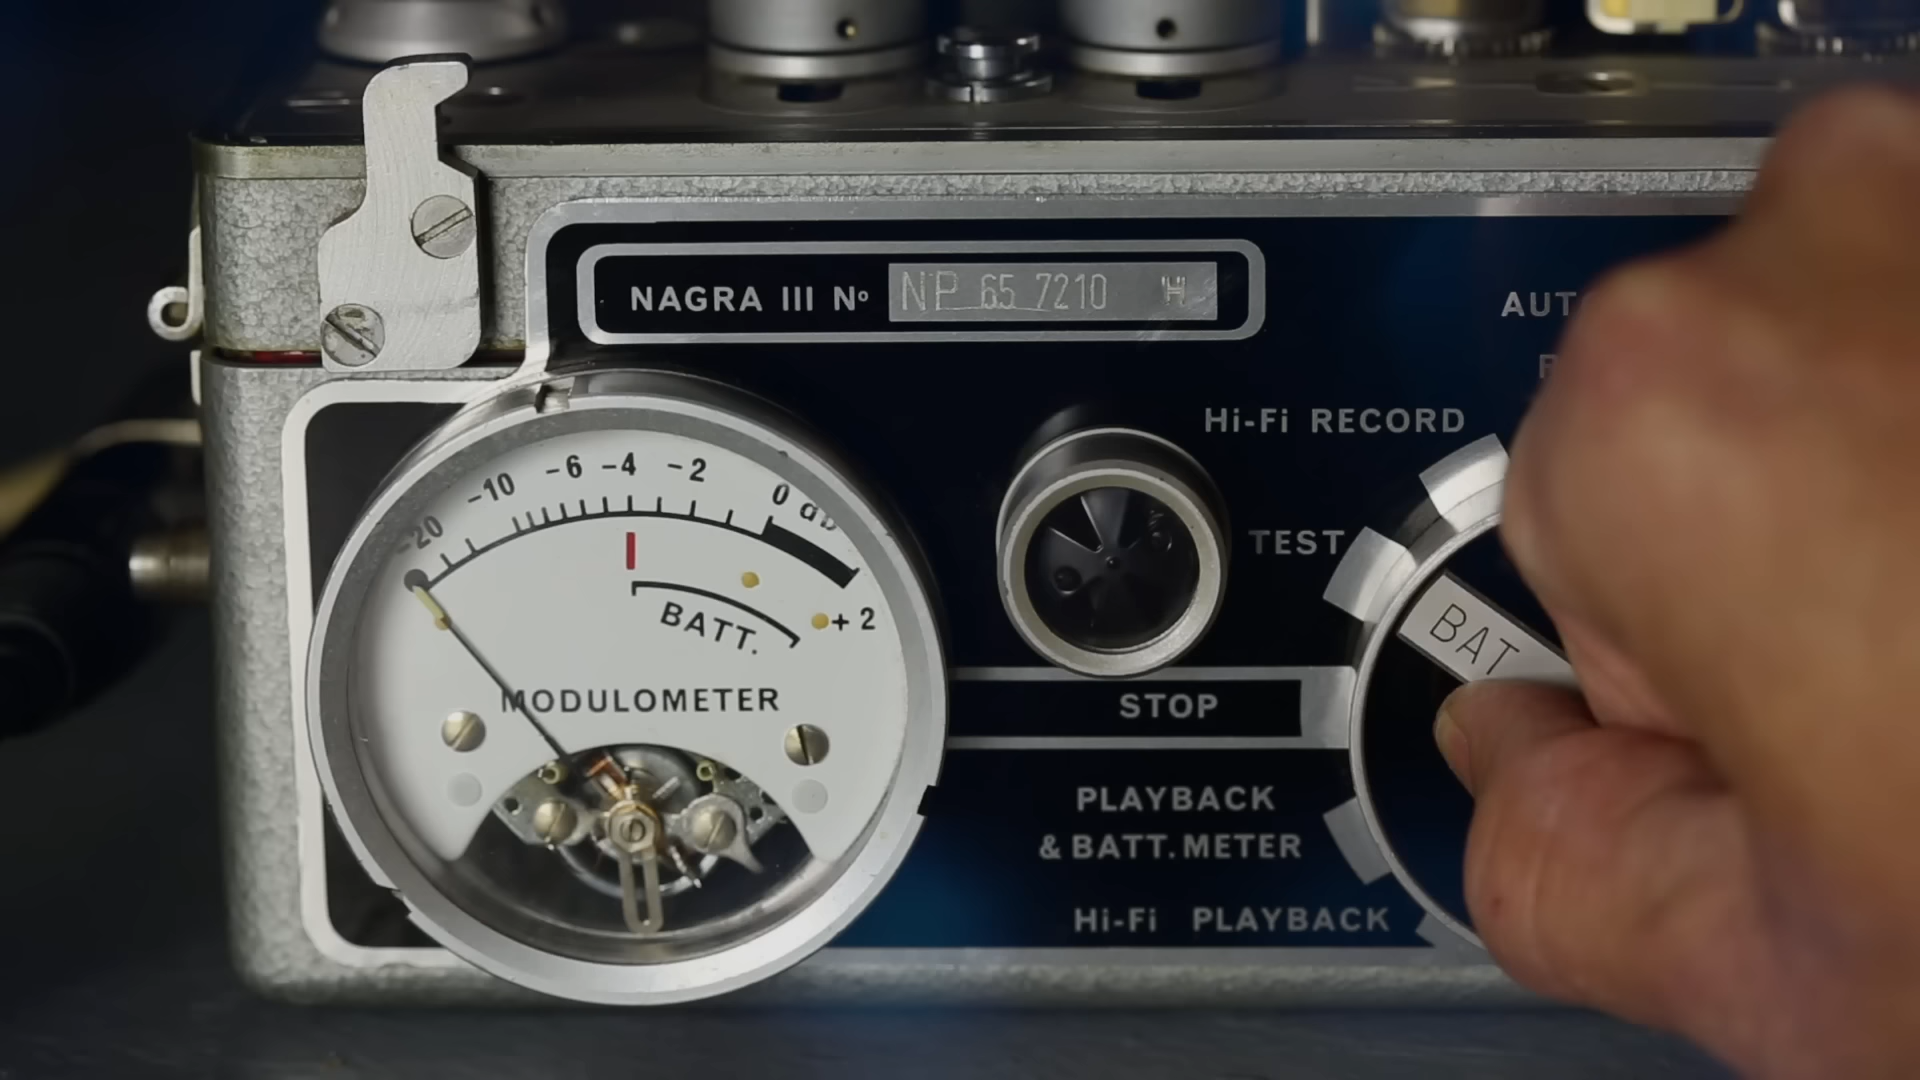 NAGRA III Nº NP 65 7210 H
AUTO
Hi-Fi RECORD
-20 -10 -6 -4 -2 0 db
TEST
BATT.
+2
BAT
MODULOMETER
STOP
PLAYBACK
& BATT. METER
Hi-Fi PLAYBACK